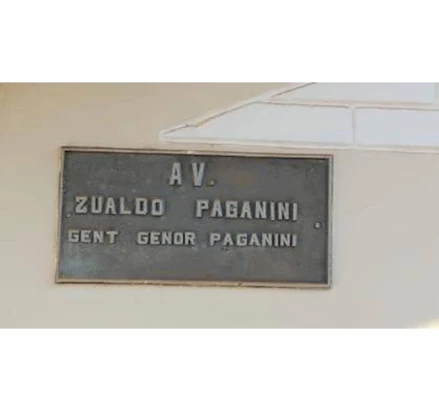 AV.
ZUALDO PAGANINI
GENT GENOR PAGANINI